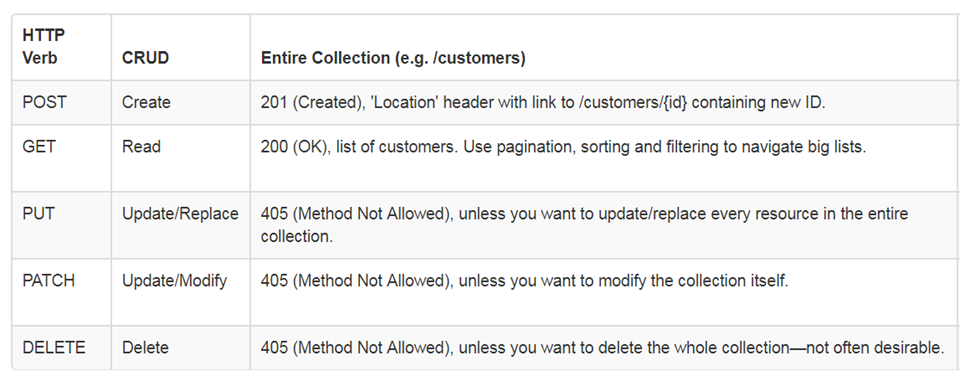 HTTP
Verb CRUD Entire Collection (e.g. /customers)
POST Create 201 (Created), 'Location' header with link to /customers/{id} containing new ID.
GET Read 200 (OK), list of customers. Use pagination, sorting and filtering to navigate big lists.
PUT Update/Replace 405 (Method Not Allowed), unless you want to update/replace every resource in the entire
collection.
PATCH Update/Modify 405 (Method Not Allowed), unless you want to modify the collection itself.
DELETE Delete 405 (Method Not Allowed), unless you want to delete the whole collection—not often desirable.